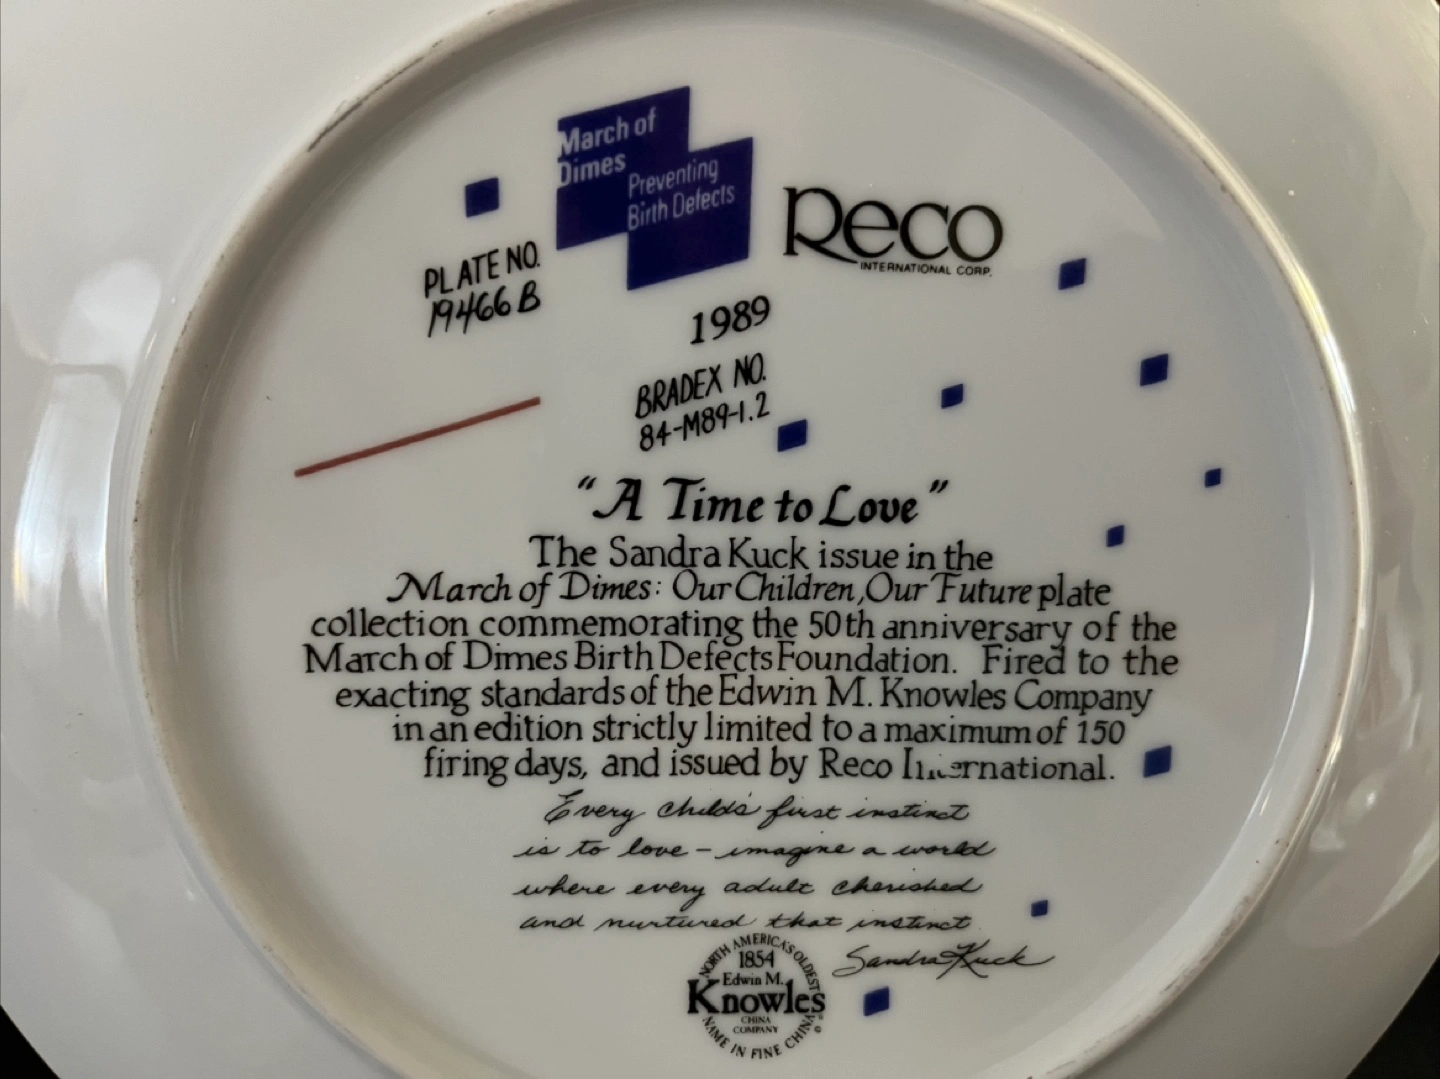 March of
Dimes
Preventing
Birth Defects
Reco
INTERNATIONAL CORP.
PLATE NO.
19466 B
1989
BRADEX NO.
84-M89-1.2
"A Time to Love"
The Sandra Kuck issue in the
March of Dimes: Our Children, Our Future plate
collection commemorating the 50th anniversary of the
March of Dimes Birth Defects Foundation. Fired to the
exacting standards of the Edwin M. Knowles Company
in an edition strictly limited to a maximum of 150
firing days, and issued by Reco International.
Every child's first instinct
is to love – imagine a world
where every adult cherished
and nurtured that instinct.
Sandra Kuck
NORTH AMERICA'S OLDEST
1854
Edwin M.
Knowles
CHINA
COMPANY
©
NAME IN FINE CHINA